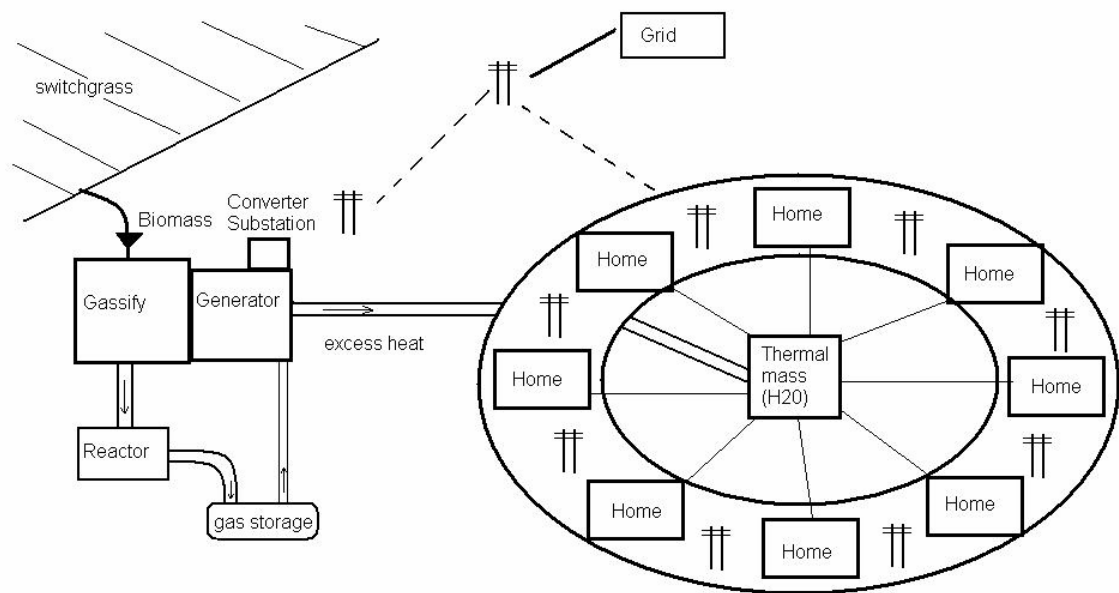 Grid
switchgrass
Converter
Substation
Biomass
Home
Home
Home
Gassify
Generator
excess heat
Thermal
mass
(H20)
Home
Home
Reactor
gas storage
Home
Home
Home